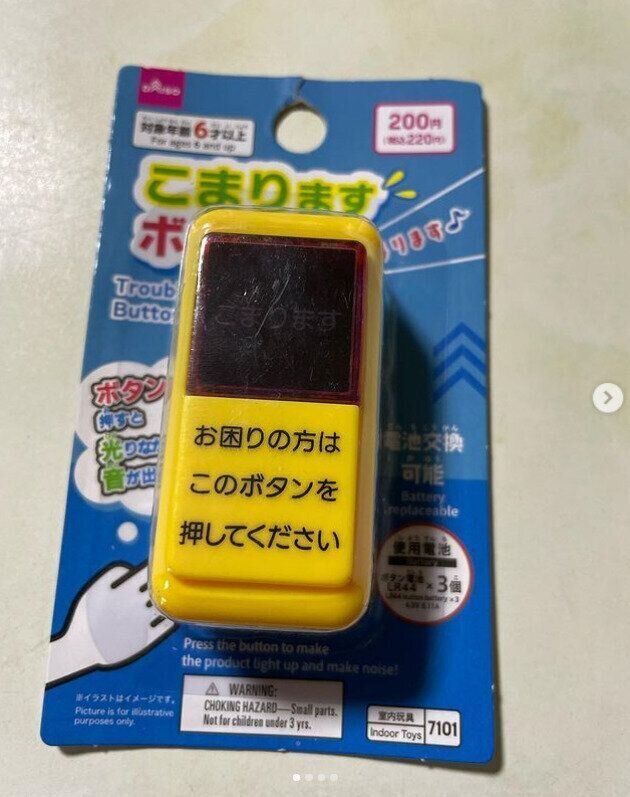 DAISO
対象年齢6才以上
For ages 6 and up
200円
(税込220円)
こまります
ボ
ります♪
Troub
Butto
こまります
お困りの方は
このボタンを
押してください
ボタン
押すと
光りなが
音が出
電池交換
可能
Battery
replaceable
使用電池
Battery
ボタン電池
LR44 ×3個
Press the button to make
the product light up and make noise!
※イラストはイメージです。
Picture is for illustrative
purposes only.
⚠ WARNING:
CHOKING HAZARD—Small parts.
Not for children under 3 yrs.
室内玩具
Indoor Toys
7101